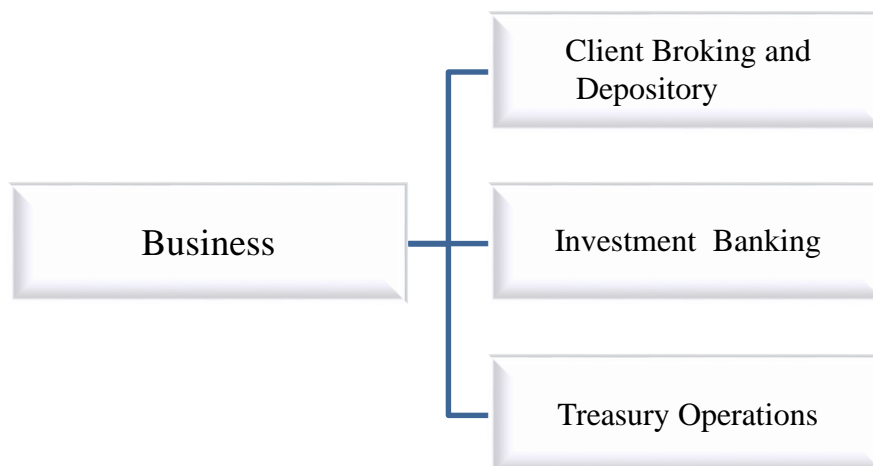 Business
Client Broking and
Depository
Investment Banking
Treasury Operations